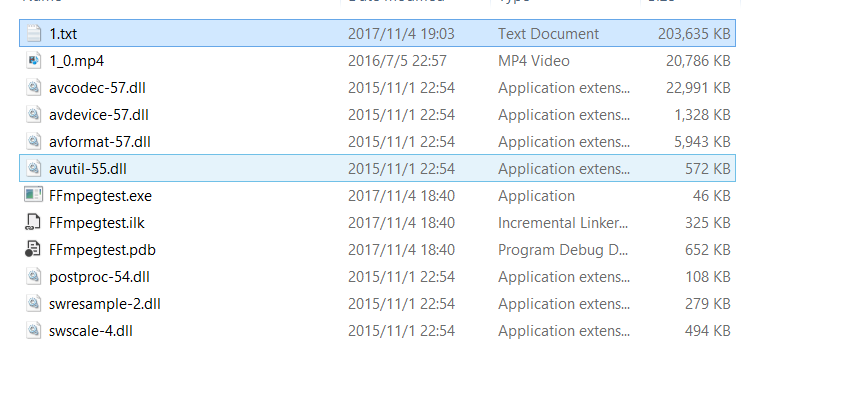 Name Date modified Type Size
1.txt 2017/11/4 19:03 Text Document 203,635 KB
1_0.mp4 2016/7/5 22:57 MP4 Video 20,786 KB
avcodec-57.dll 2015/11/1 22:54 Application extens... 22,991 KB
avdevice-57.dll 2015/11/1 22:54 Application extens... 1,328 KB
avformat-57.dll 2015/11/1 22:54 Application extens... 5,943 KB
avutil-55.dll 2015/11/1 22:54 Application extens... 572 KB
FFmpegtest.exe 2017/11/4 18:40 Application 46 KB
FFmpegtest.ilk 2017/11/4 18:40 Incremental Linker... 325 KB
FFmpegtest.pdb 2017/11/4 18:40 Program Debug D... 652 KB
postproc-54.dll 2015/11/1 22:54 Application extens... 108 KB
swresample-2.dll 2015/11/1 22:54 Application extens... 279 KB
swscale-4.dll 2015/11/1 22:54 Application extens... 494 KB